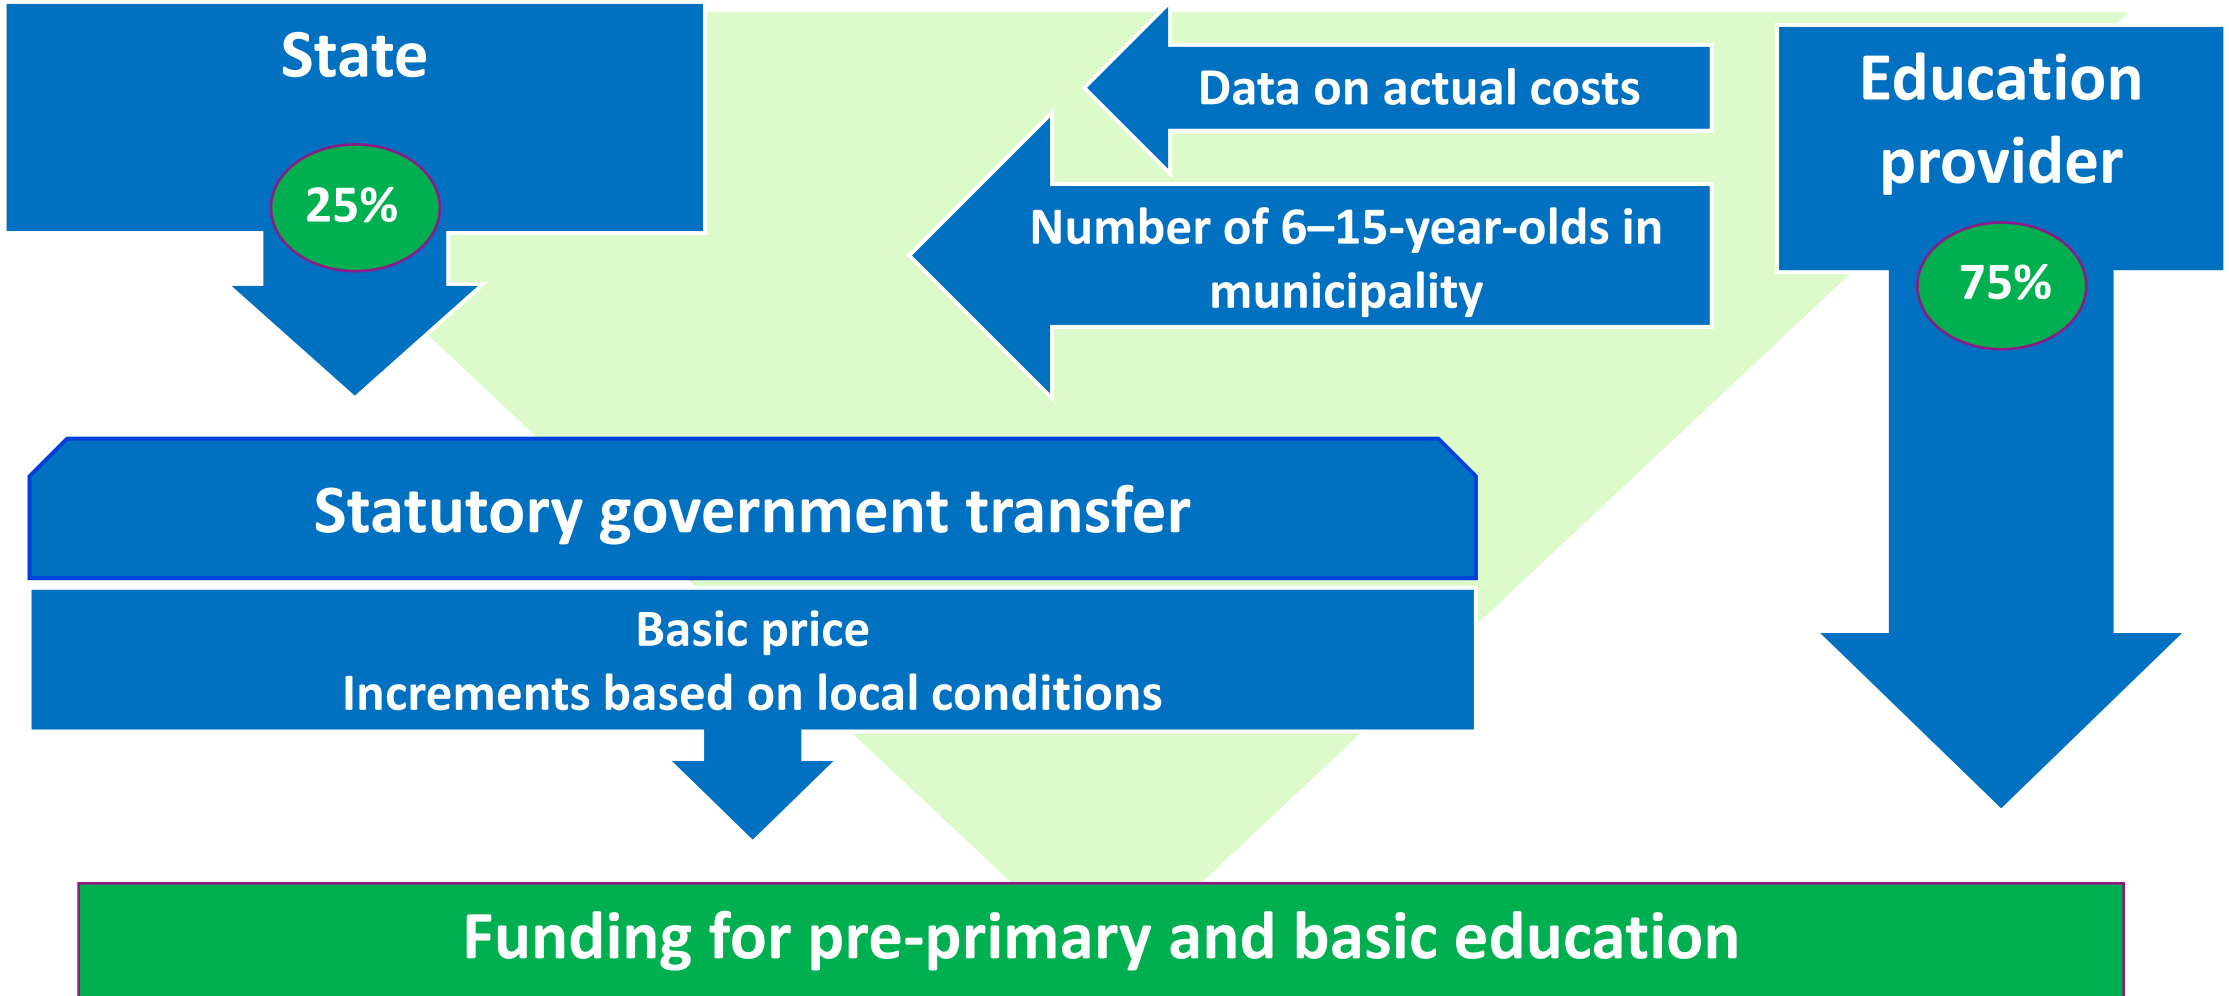 State
25%
Data on actual costs
Number of 6–15-year-olds in
municipality
Education
provider
75%
Statutory government transfer
Basic price
Increments based on local conditions
Funding for pre-primary and basic education